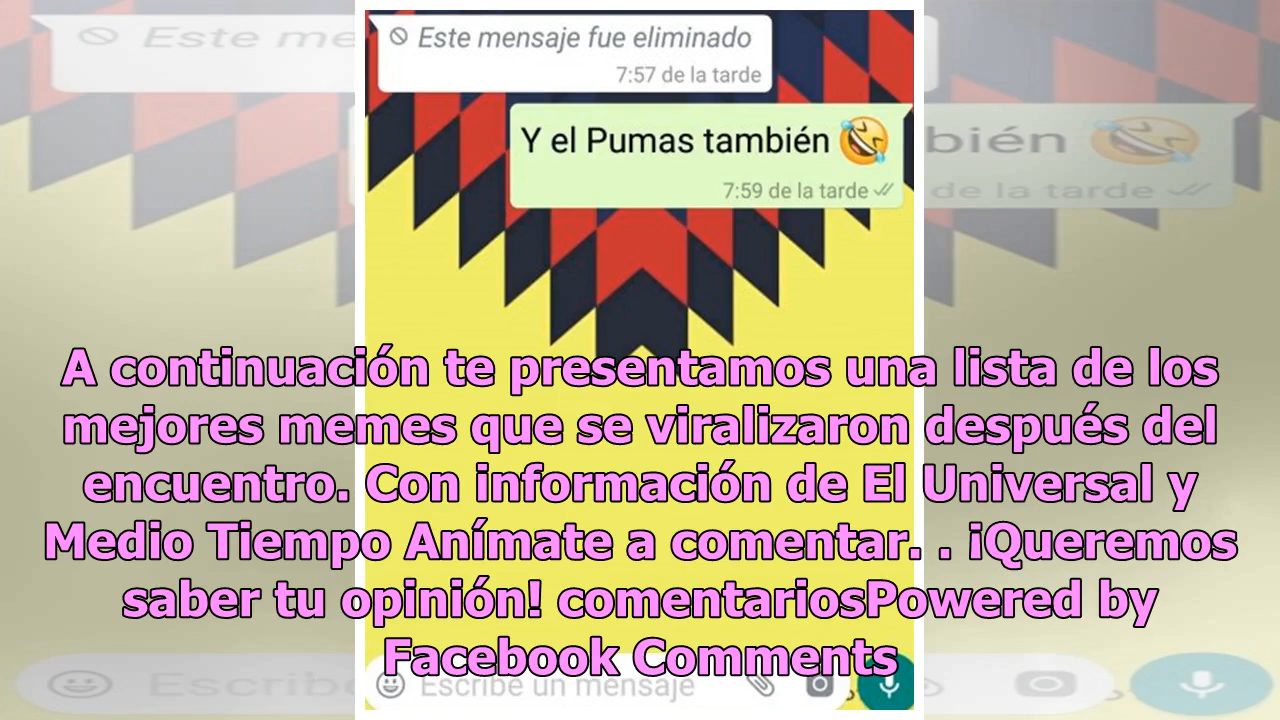 Este mensaje fue eliminado
7:57 de la tarde
Y el Pumas también 🤣
7:59 de la tarde
A continuación te presentamos una lista de los
mejores memes que se viralizaron después del
encuentro. Con información de El Universal y
Medio Tiempo Anímate a comentar. . ¡Queremos
saber tu opinión! comentariosPowered by
Facebook Comments
Escribe un mensaje